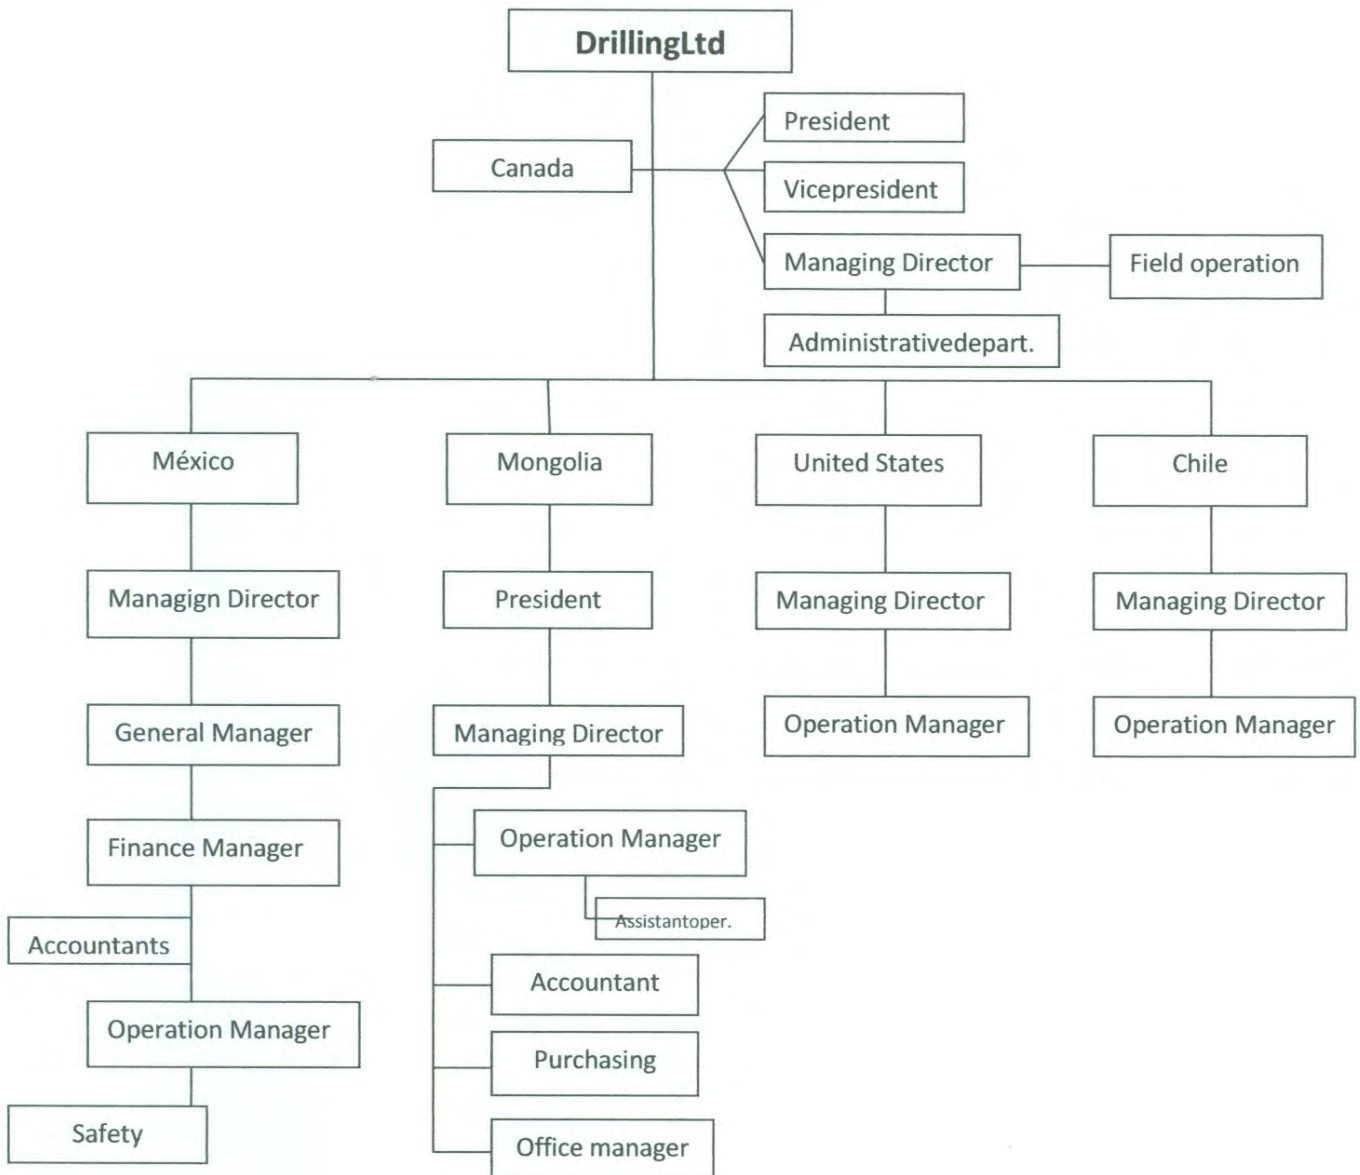 DrillingLtd
President
Canada
Vicepresident
Managing Director
Field operation
Administrativedepart.
México
Mongolia
United States
Chile
Managign Director
President
Managing Director
Managing Director
General Manager
Managing Director
Operation Manager
Operation Manager
Finance Manager
Operation Manager
Assistantoper.
Accountants
Accountant
Operation Manager
Purchasing
Safety
Office manager